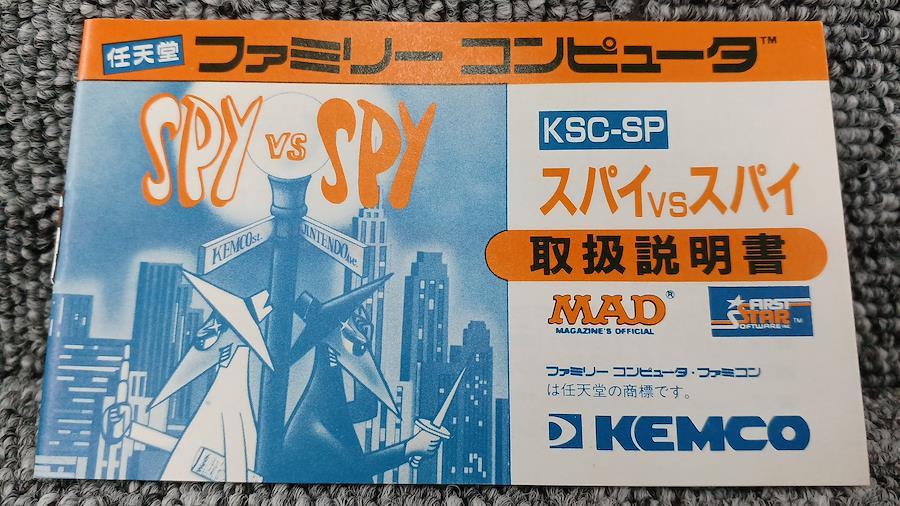 任天堂 ファミリー コンピュータ™
SPY vs SPY
KEMCO st.
NINTENDO Ave.
KSC-SP
スパイvsスパイ
取扱説明書
MAD®
MAGAZINE'S OFFICIAL
FIRST
STAR
SOFTWARE INC. TM
ファミリー コンピュータ・ファミコン
は任天堂の商標です。
KEMCO